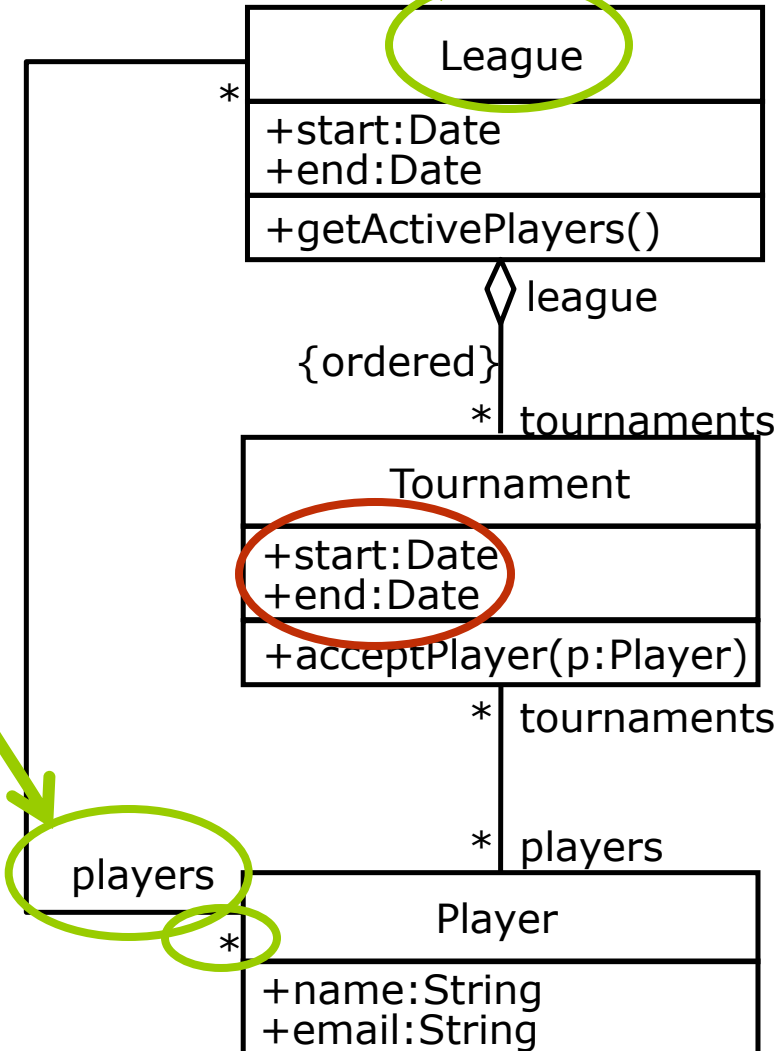 League
*
+start:Date
+end:Date
+getActivePlayers()
league
{ordered}
* tournaments
Tournament
+start:Date
+end:Date
+acceptPlayer(p:Player)
* tournaments
* players
players
*
Player
+name:String
+email:String